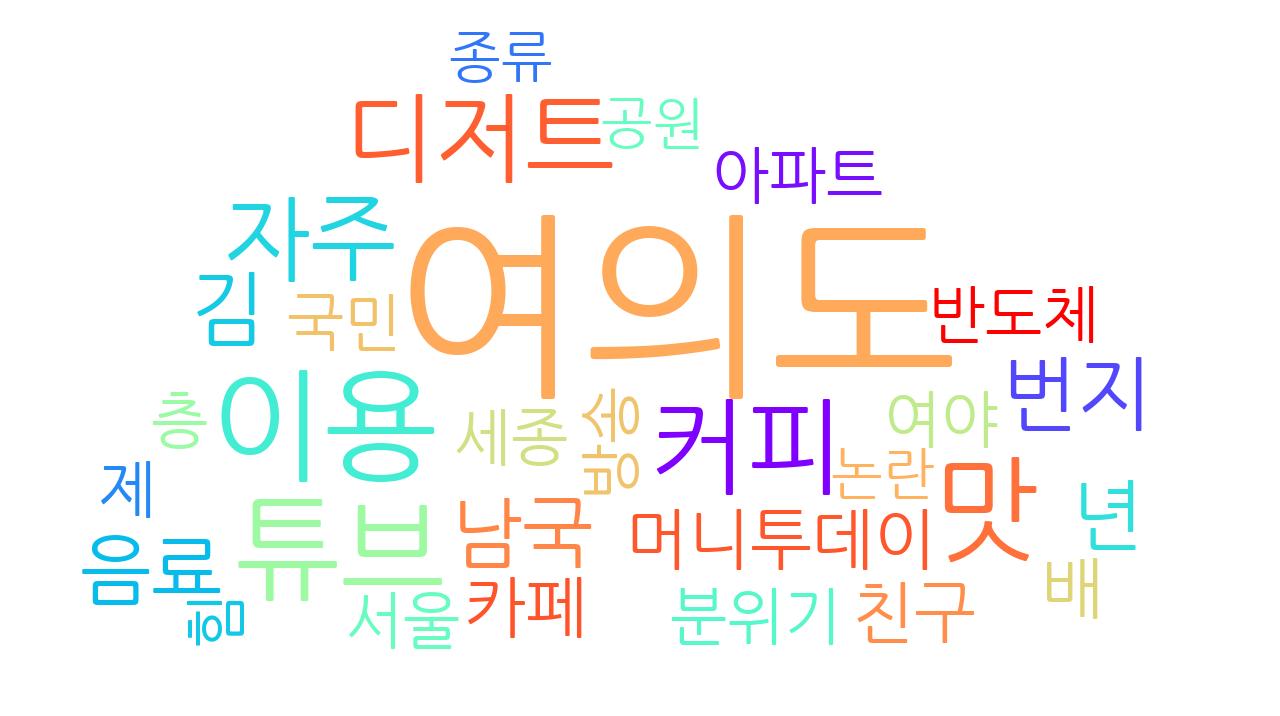 종류
디저트
공원
아파트
자주
여의도
김
국민
반도체
이용
번지
층
세종
방송
커피
여야
논란
제
맛
년
튜브
남국
머니투데이
음료
배
힘
서울
카페
분위기
친구